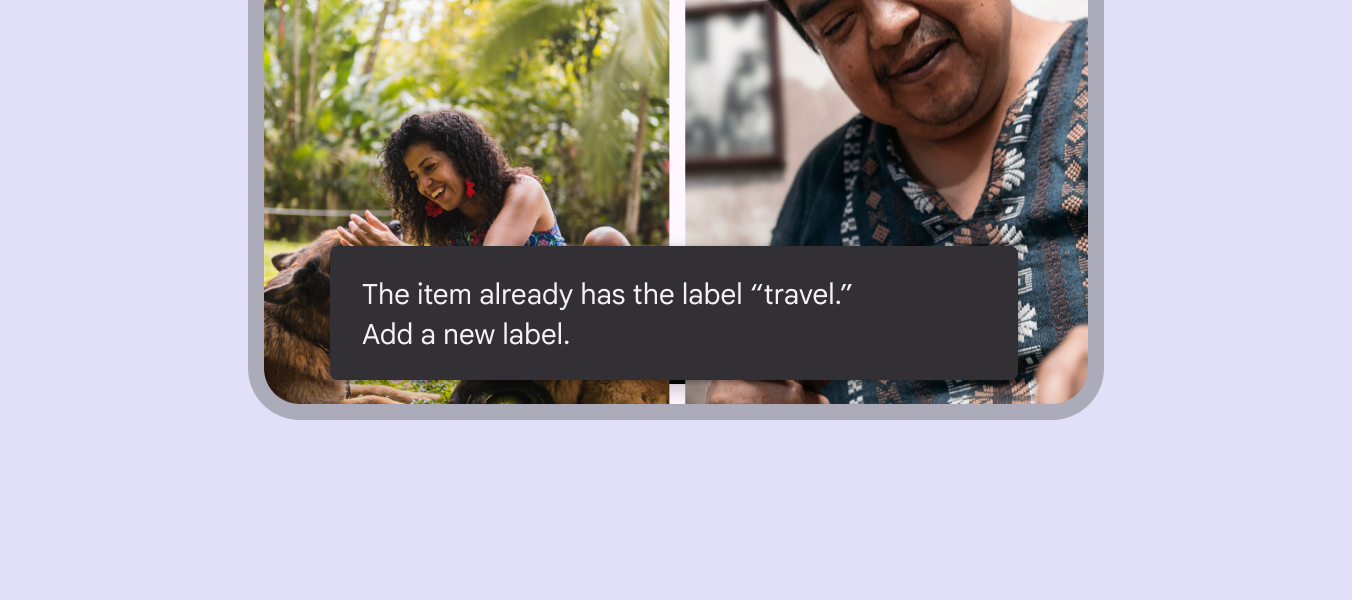 The item already has the label “travel.”
Add a new label.